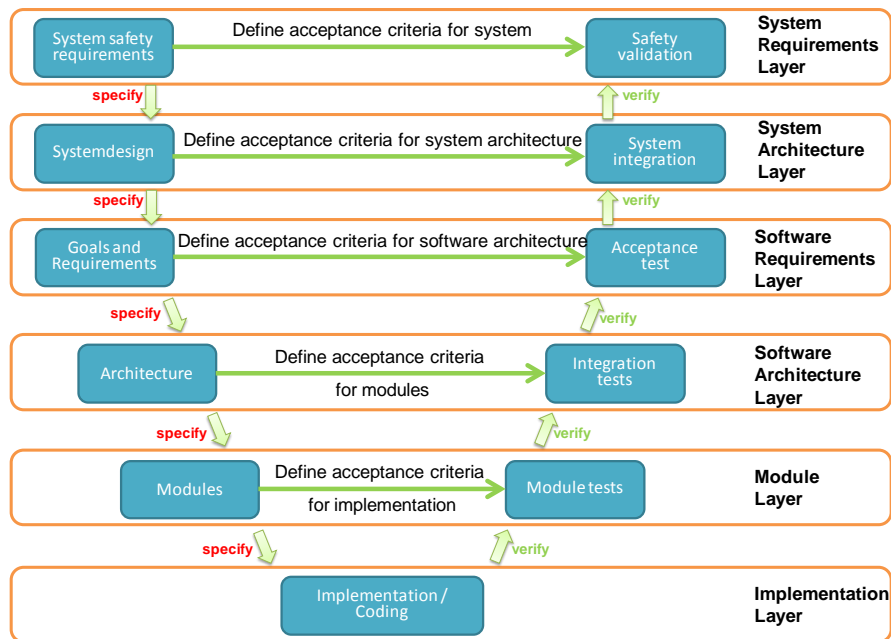 System safety
requirements
Define acceptance criteria for system
Safety
validation
System
Requirements
Layer
specify
verify
Systemdesign
Define acceptance criteria for system architecture
System
integration
System
Architecture
Layer
specify
verify
Goals and
Requirements
Define acceptance criteria for software architecture
Acceptance
test
Software
Requirements
Layer
specify
verify
Architecture
Define acceptance criteria
for modules
Integration
tests
Software
Architecture
Layer
specify
verify
Modules
Define acceptance criteria
for implementation
Module tests
Module
Layer
specify
verify
Implementation /
Coding
Implementation
Layer